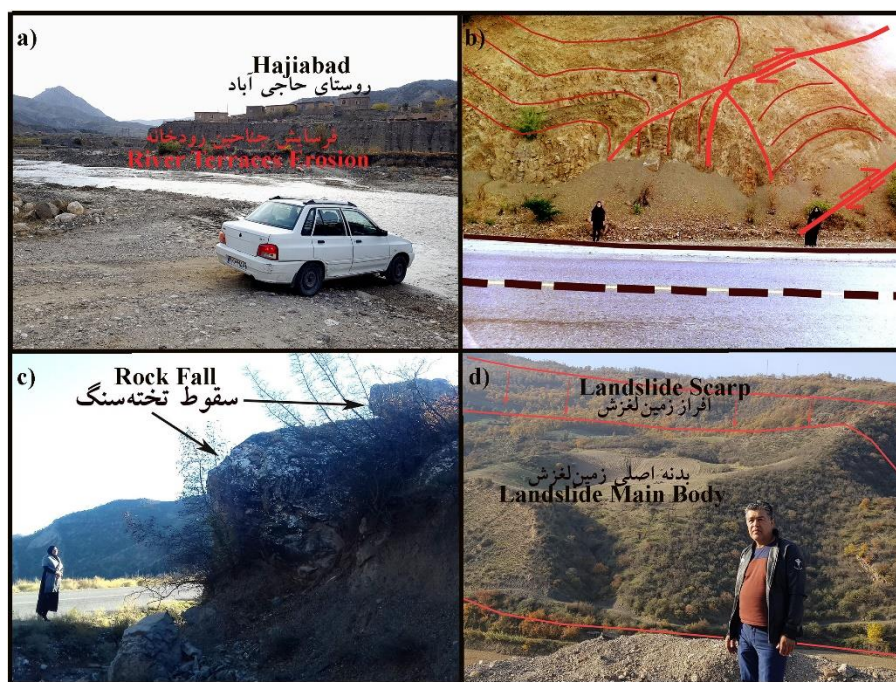 a)
Hajiabad
روستای حاجی آباد
فرسایش جناحین رودخانه
River Terraces Erosion
b)
c)
Rock Fall
سقوط تخته‌سنگ
d)
Landslide Scarp
افراز زمین‌لغزش
بدنه اصلی زمین‌لغزش
Landslide Main Body